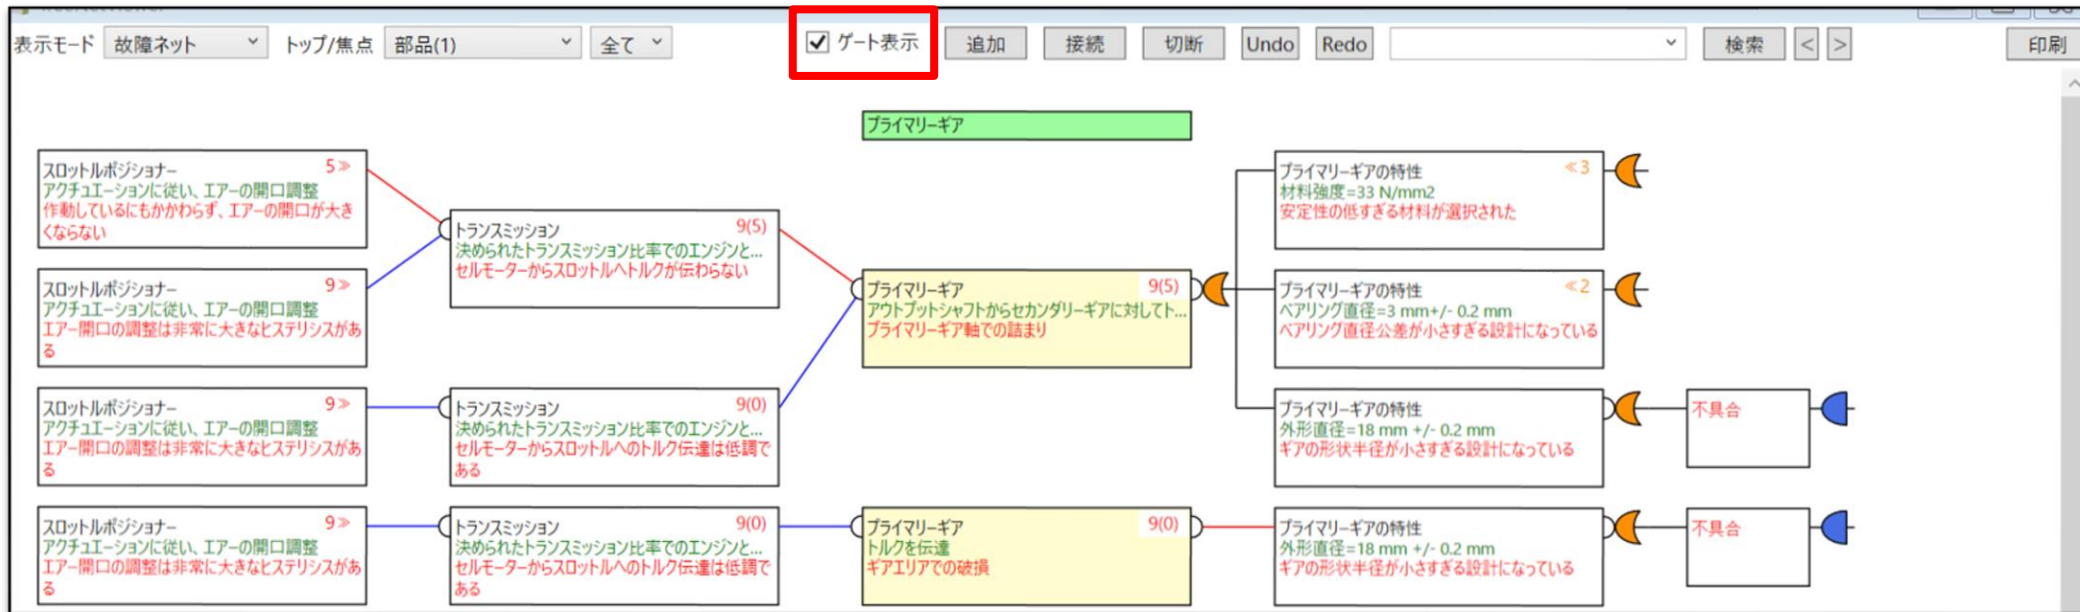 表示モード 故障ネット トップ/焦点 部品(1) 全て ゲート表示 追加 接続 切断 Undo Redo 検索 < > 印刷
プライマリーギア
スロットルポジショナー 5≫
アクチュエーションに従い、エアーの開口調整
作動しているにもかかわらず、エアーの開口が大き
くならない
スロットルポジショナー 9≫
アクチュエーションに従い、エアーの開口調整
エアー開口の調整は非常に大きなヒステリシスがあ
る
スロットルポジショナー 9≫
アクチュエーションに従い、エアーの開口調整
エアー開口の調整は非常に大きなヒステリシスがあ
る
スロットルポジショナー 9≫
アクチュエーションに従い、エアーの開口調整
エアー開口の調整は非常に大きなヒステリシスがあ
る
トランスミッション 9(5)
決められたトランスミッション比率でのエンジンと...
セルモーターからスロットルへトルクが伝わらない
トランスミッション 9(0)
決められたトランスミッション比率でのエンジンと...
セルモーターからスロットルへのトルク伝達は低調で
ある
トランスミッション 9(0)
決められたトランスミッション比率でのエンジンと...
セルモーターからスロットルへのトルク伝達は低調で
ある
プライマリーギア 9(5)
アウトプットシャフトからセカンダリーギアに対してト...
プライマリーギア軸での詰まり
プライマリーギア 9(0)
トルクを伝達
ギアエリアでの破損
プライマリーギアの特性 ≪3
材料強度=33 N/mm2
安定性の低すぎる材料が選択された
プライマリーギアの特性 ≪2
ベアリング直径=3 mm+/- 0.2 mm
ベアリング直径公差が小さすぎる設計になっている
プライマリーギアの特性
外形直径=18 mm +/- 0.2 mm
ギアの形状半径が小さすぎる設計になっている
不具合
プライマリーギアの特性
外形直径=18 mm +/- 0.2 mm
ギアの形状半径が小さすぎる設計になっている
不具合